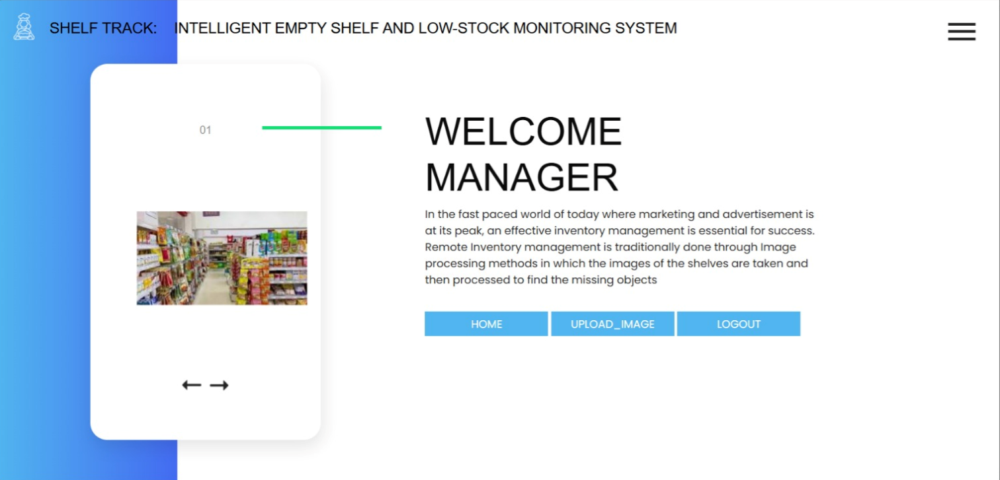 SHELF TRACK: INTELLIGENT EMPTY SHELF AND LOW-STOCK MONITORING SYSTEM
01
WELCOME
MANAGER
In the fast paced world of today where marketing and advertisement is
at its peak, an effective inventory management is essential for success.
Remote Inventory management is traditionally done through Image
processing methods in which the images of the shelves are taken and
then processed to find the missing objects
HOME UPLOAD_IMAGE LOGOUT